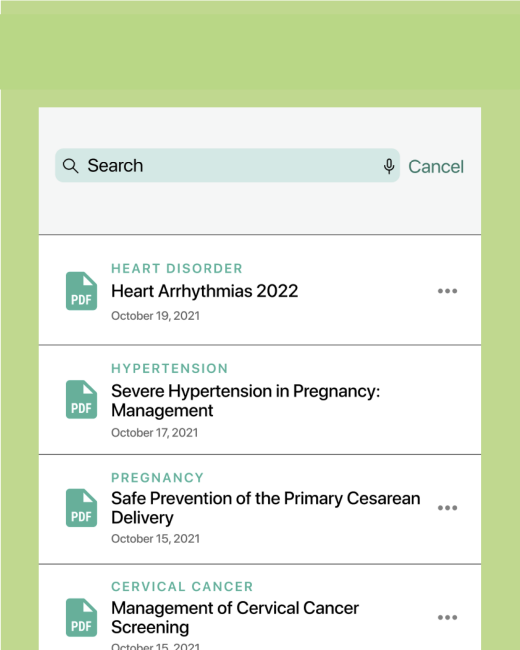 Search
Cancel
HEART DISORDER
PDF
Heart Arrhythmias 2022
October 19, 2021
HYPERTENSION
PDF
Severe Hypertension in Pregnancy:
Management
October 17, 2021
PREGNANCY
PDF
Safe Prevention of the Primary Cesarean
Delivery
October 15, 2021
CERVICAL CANCER
PDF
Management of Cervical Cancer
Screening
October 15, 2021